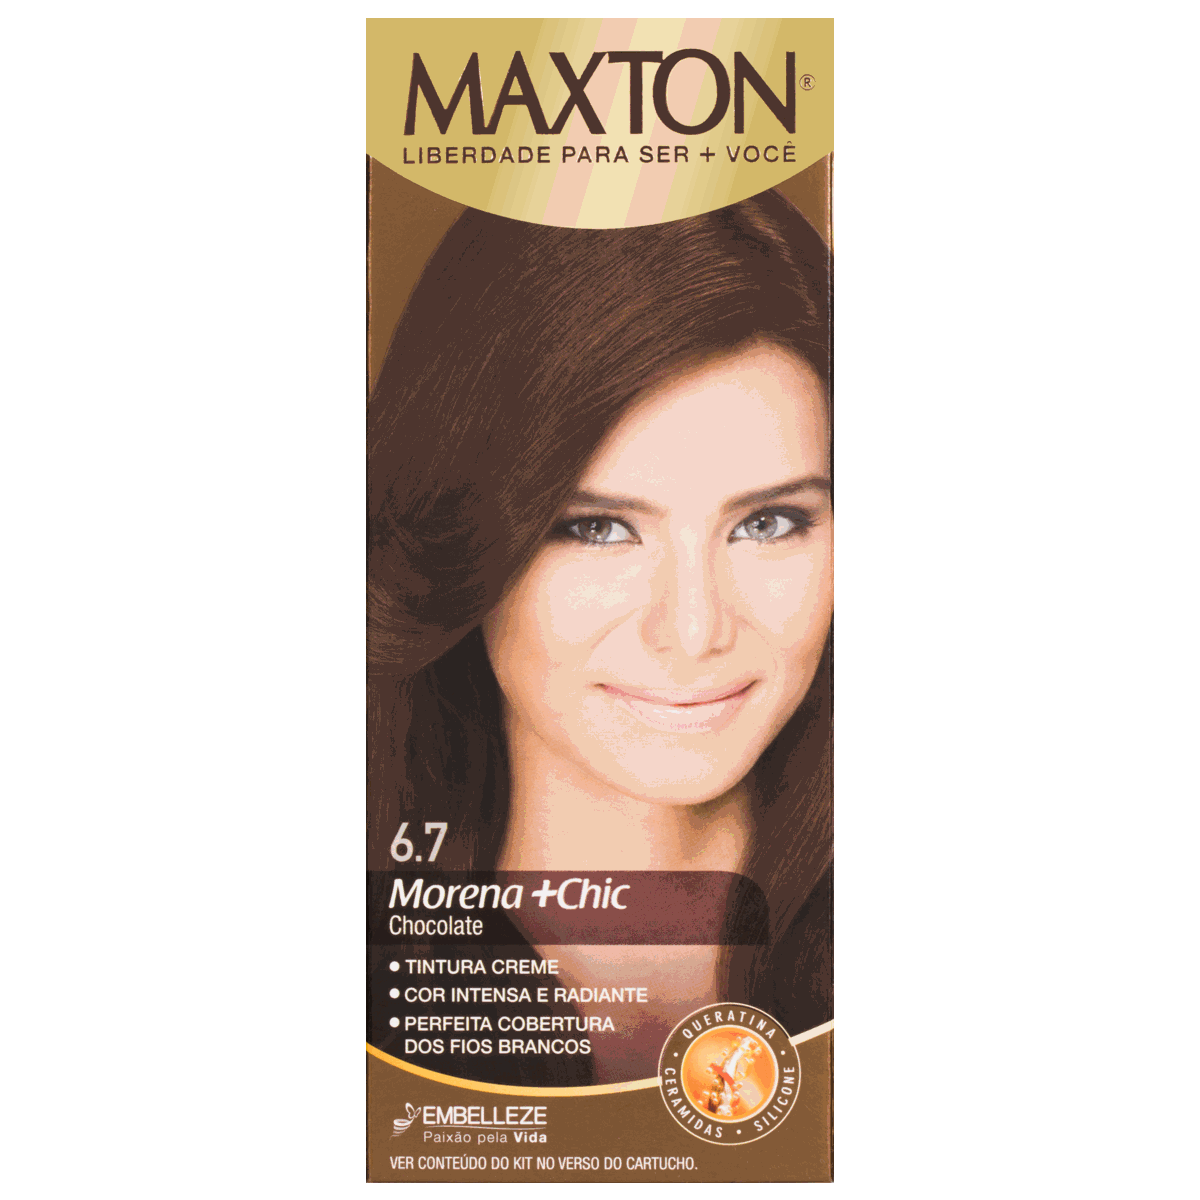 MAXTON®
LIBERDADE PARA SER + VOCÊ
6.7
Morena +Chic
Chocolate
• TINTURA CREME
• COR INTENSA E RADIANTE
• PERFEITA COBERTURA
DOS FIOS BRANCOS
QUERATINA • SILICONE • CERAMIDAS •
EMBELLEZE
Paixão pela Vida
VER CONTEÚDO DO KIT NO VERSO DO CARTUCHO.